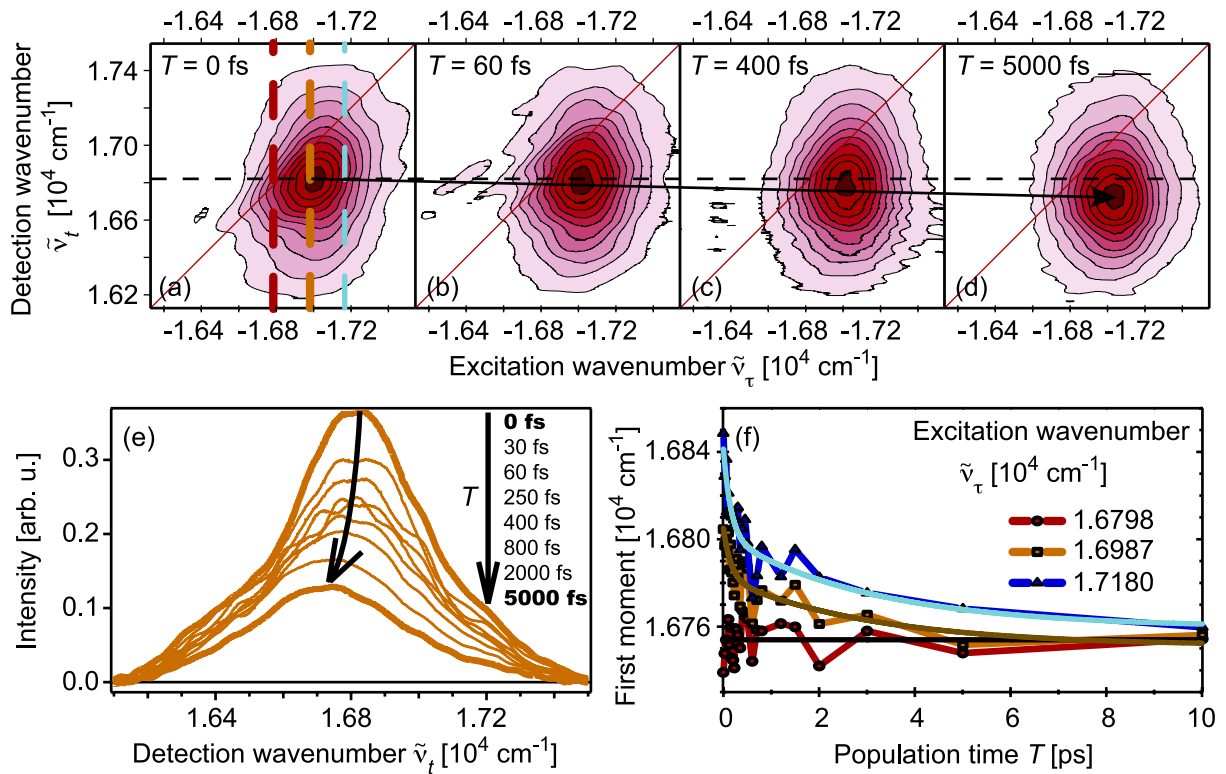 -1.64 -1.68 -1.72 -1.64 -1.68 -1.72 -1.64 -1.68 -1.72 -1.64 -1.68 -1.72
T = 0 fs
T = 60 fs
T = 400 fs
T = 5000 fs
Detection wavenumber
ν̃t [10⁴ cm⁻¹]
1.74
1.70
1.66
1.62
(a)
(b)
(c)
(d)
-1.64 -1.68 -1.72 -1.64 -1.68 -1.72 -1.64 -1.68 -1.72 -1.64 -1.68 -1.72
Excitation wavenumber ν̃τ [10⁴ cm⁻¹]
(e)
Intensity [arb. u.]
0.3
0.2
0.1
0.0
T
0 fs
30 fs
60 fs
250 fs
400 fs
800 fs
2000 fs
5000 fs
1.64 1.68 1.72
Detection wavenumber ν̃t [10⁴ cm⁻¹]
(f)
First moment [10⁴ cm⁻¹]
1.684
1.680
1.676
Excitation wavenumber
ν̃τ [10⁴ cm⁻¹]
1.6798
1.6987
1.7180
0 2 4 6 8 10
Population time T [ps]